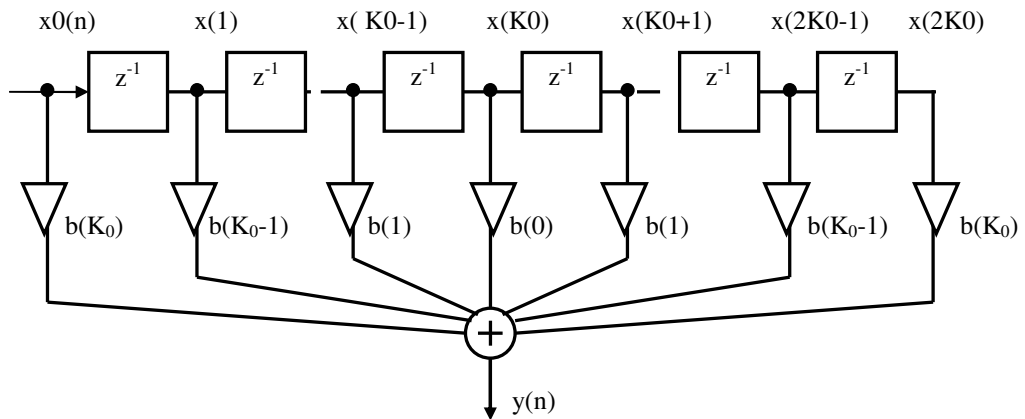 x0(n) x(1) x( K0-1) x(K0) x(K0+1) x(2K0-1) x(2K0)
z⁻¹ z⁻¹ z⁻¹ z⁻¹ z⁻¹ z⁻¹
b(K₀) b(K₀-1) b(1) b(0) b(1) b(K₀-1) b(K₀)
+
y(n)